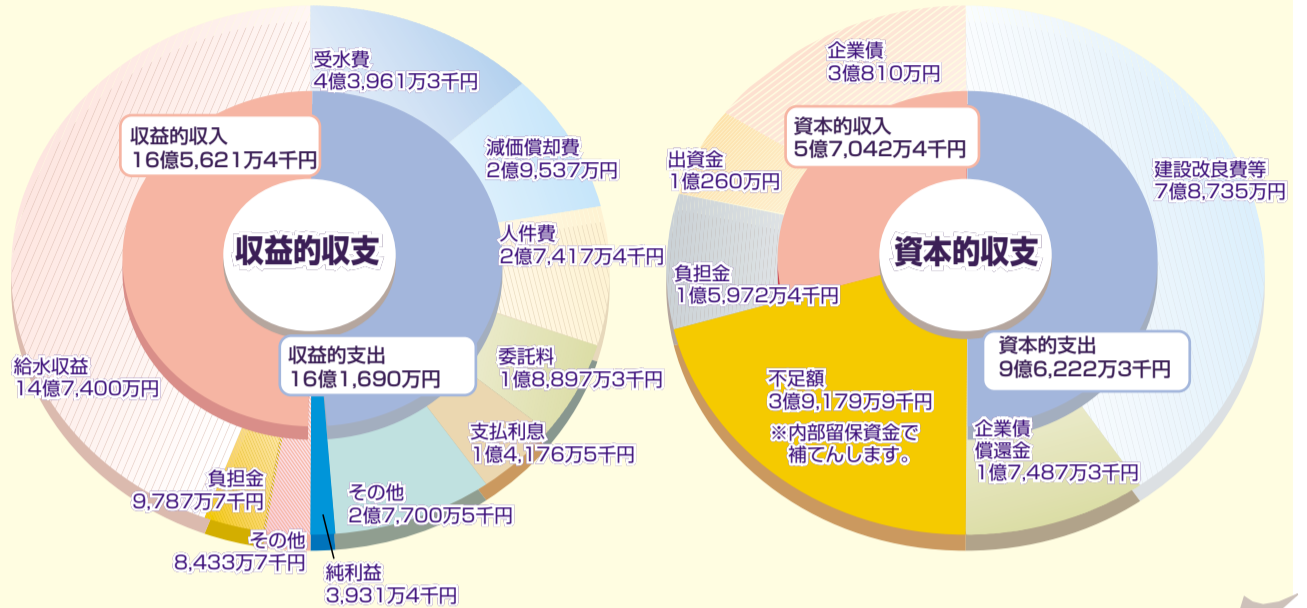 収益的収支
収益的収入
16億5,621万4千円
収益的支出
16億1,690万円
受水費
4億3,961万3千円
減価償却費
2億9,537万円
人件費
2億7,417万4千円
委託料
1億8,897万3千円
支払利息
1億4,176万5千円
その他
2億7,700万5千円
純利益
3,931万4千円
その他
8,433万7千円
負担金
9,787万7千円
給水収益
14億7,400万円
資本的収支
資本的収入
5億7,042万4千円
資本的支出
9億6,222万3千円
建設改良費等
7億8,735万円
企業債
償還金
1億7,487万3千円
不足額
3億9,179万9千円
※内部留保資金で
補てんします。
負担金
1億5,972万4千円
出資金
1億260万円
企業債
3億810万円